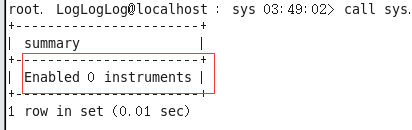 root. LogLogLog@localhost : sys 03:49:02> call sys.
+-----------------------+
| summary |
+-----------------------+
| Enabled 0 instruments |
+-----------------------+
1 row in set (0.01 sec)